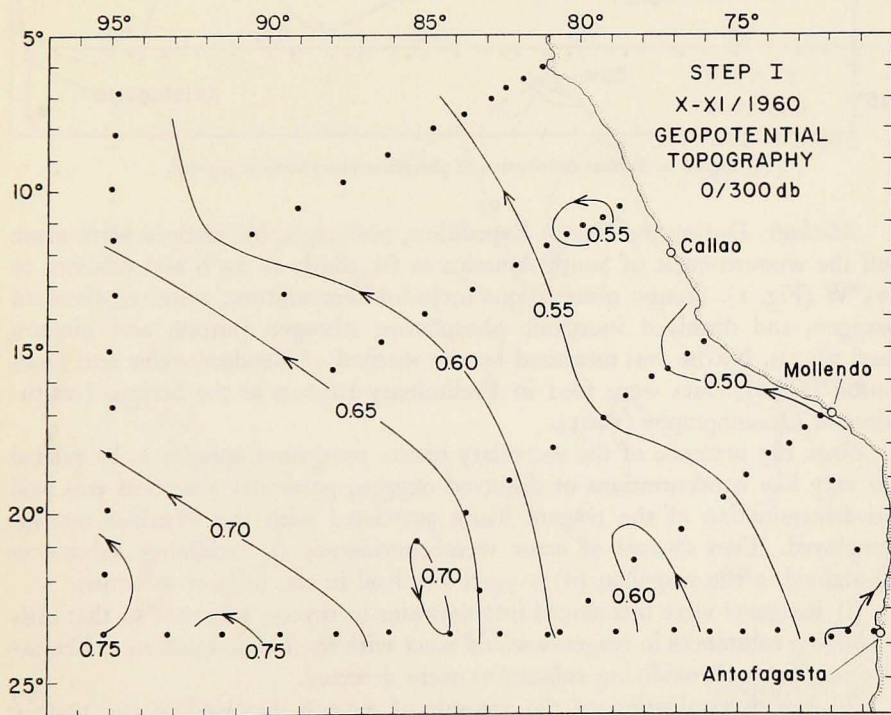 95° 90° 85° 80° 75°
5°
STEP I
X-XI/1960
GEOPOTENTIAL
TOPOGRAPHY
0/300 db
10°
0.55
Callao
0.55
15°
0.60
0.50
Mollendo
0.65
20°
0.70
0.70
0.60
0.75
0.75
Antofagasta
25°